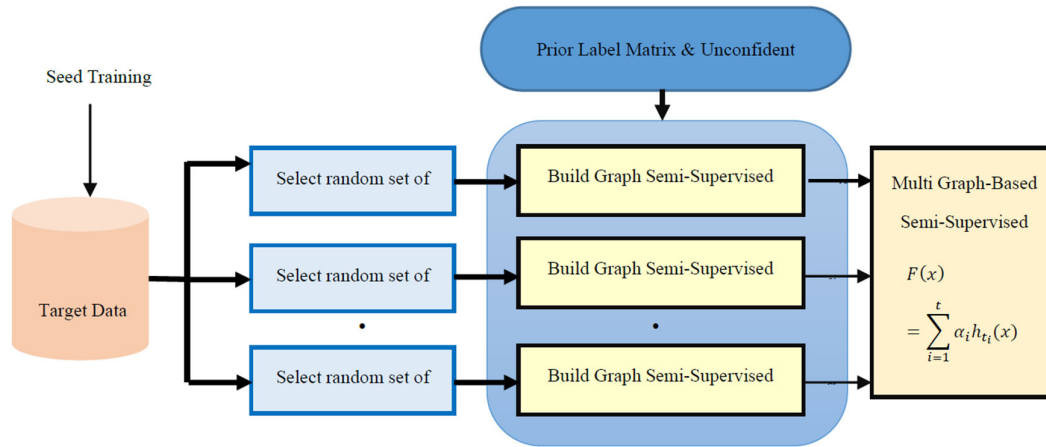 Prior Label Matrix & Unconfident
Seed Training
Target Data
Select random set of
Build Graph Semi-Supervised
Select random set of
Build Graph Semi-Supervised
Select random set of
Build Graph Semi-Supervised
Multi Graph-Based
Semi-Supervised
F(x)
= ∑_{i=1}^{t} α_i h_{t_i}(x)